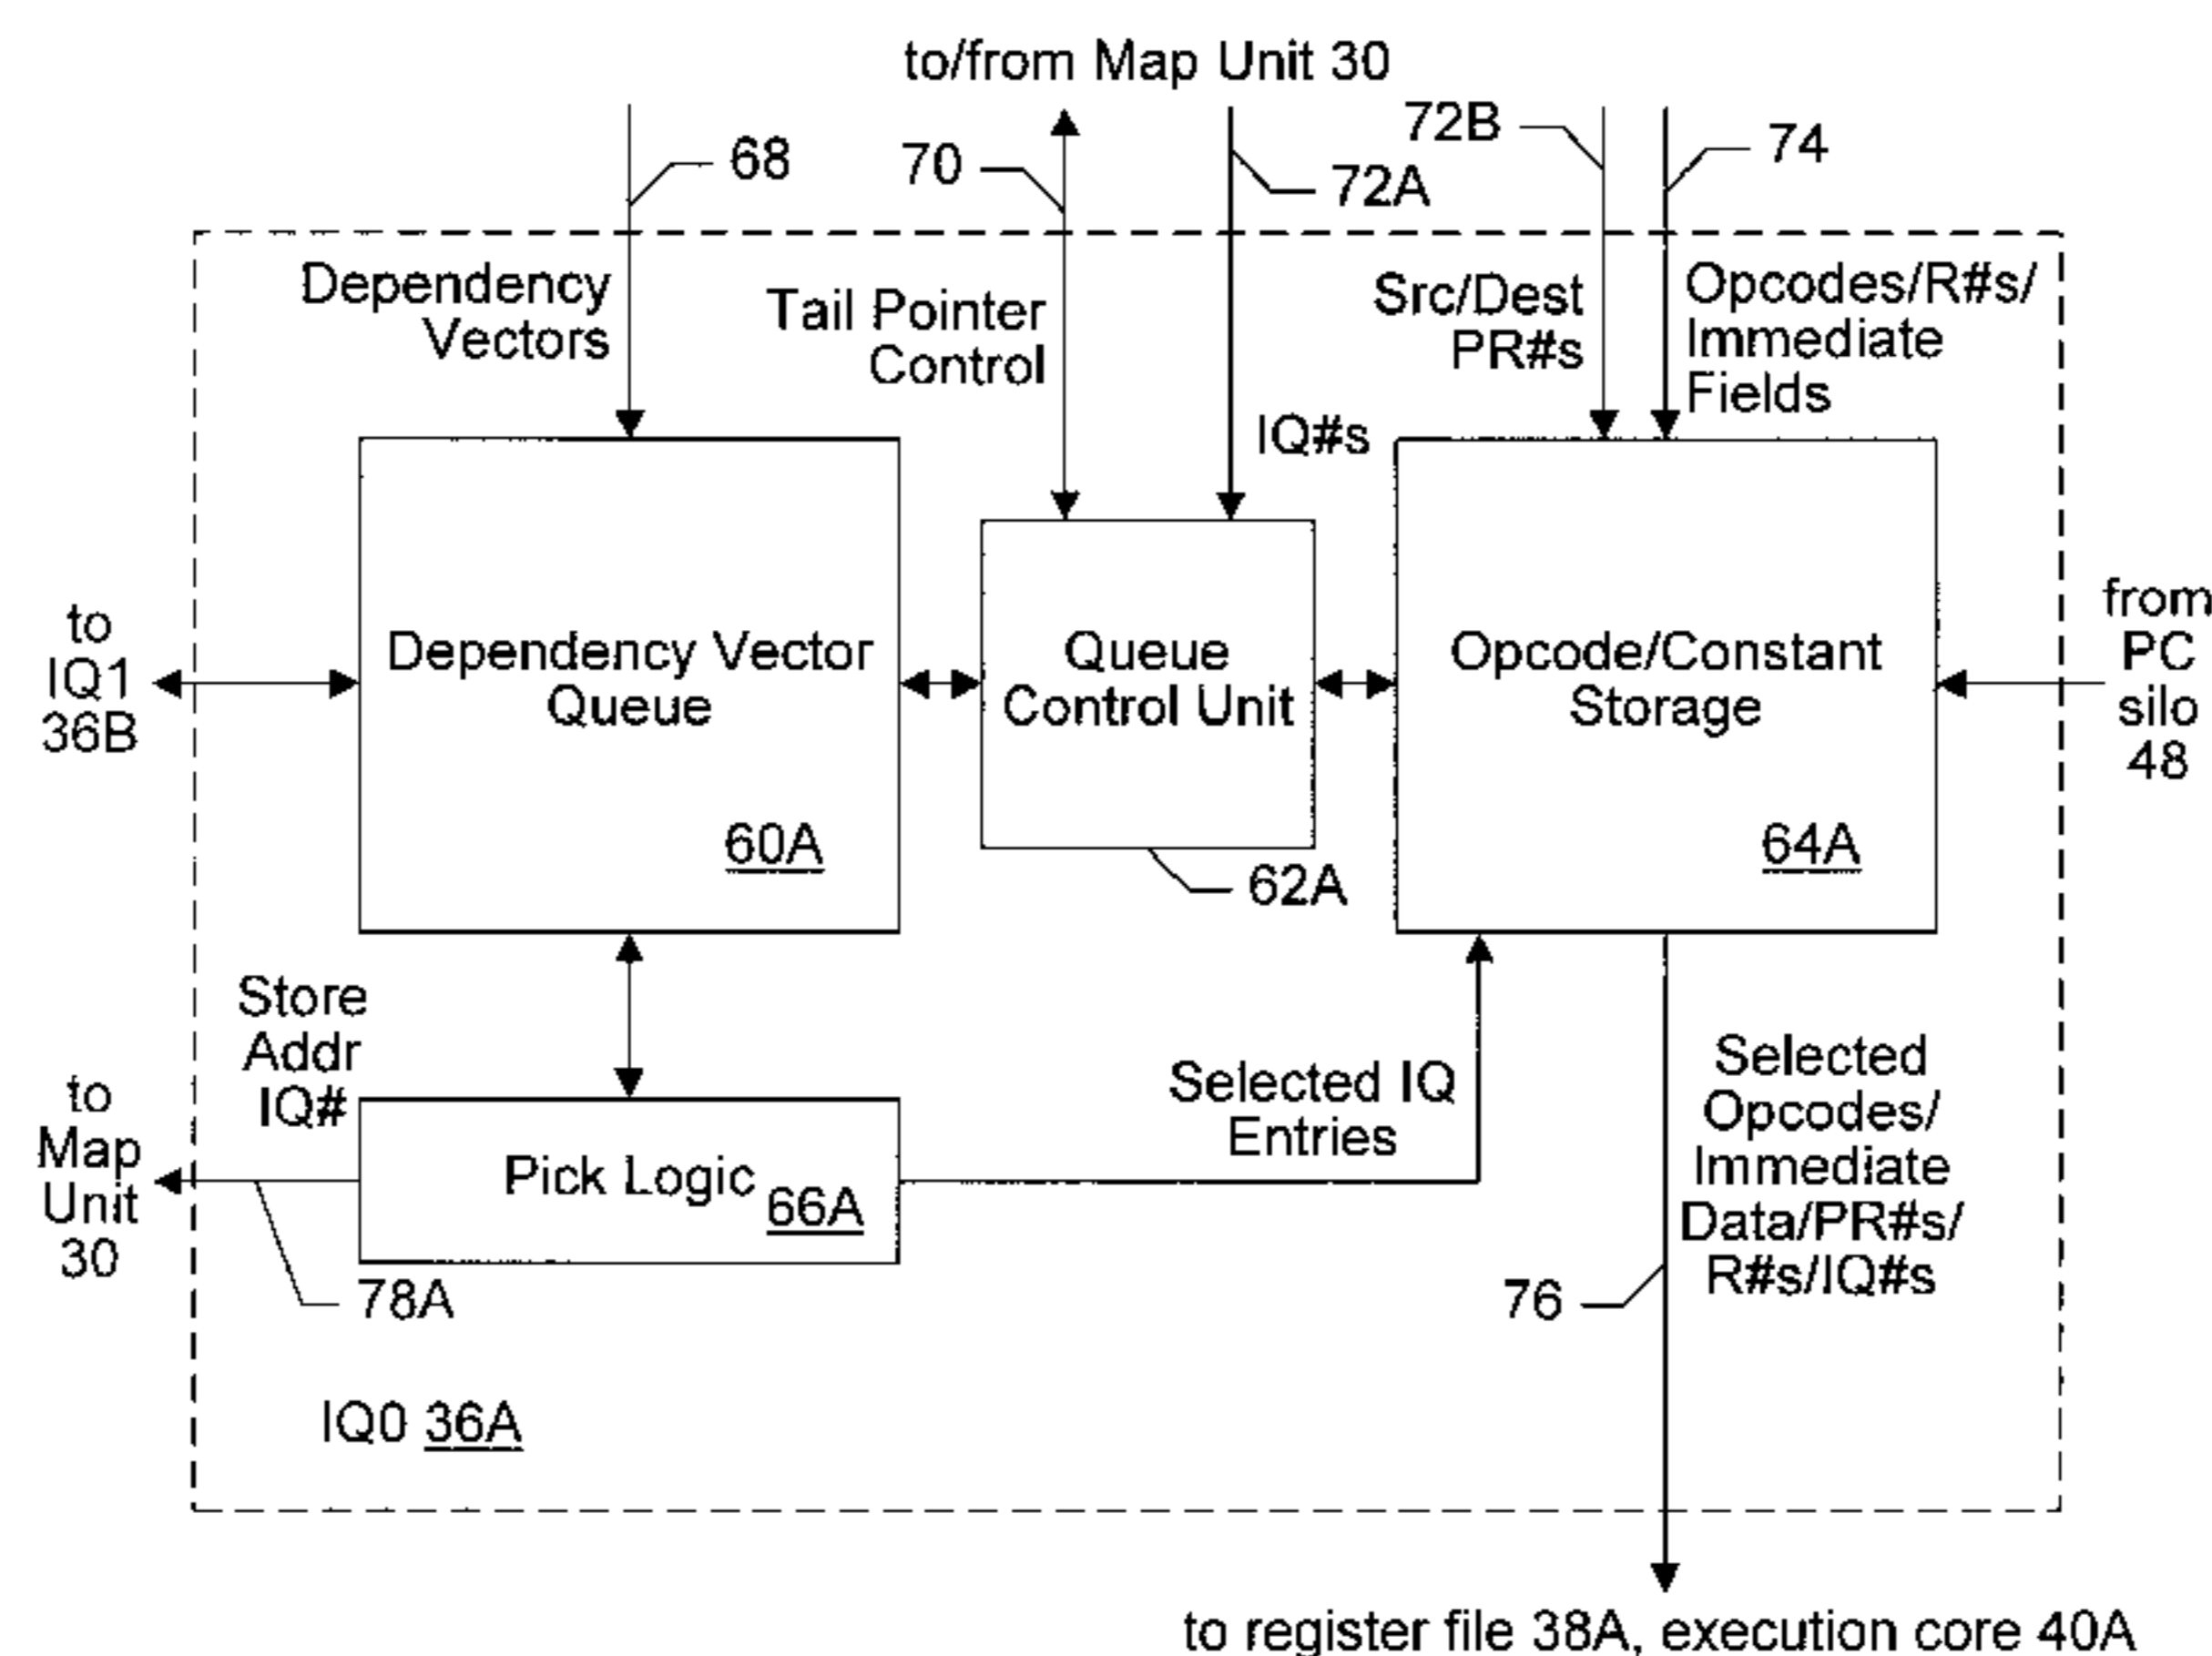 to/from Map Unit 30
68
70
72A
72B
74
Dependency
Vectors
Tail Pointer
Control
IQ#s
Src/Dest
PR#s
Opcodes/R#s/
Immediate
Fields
to
IQ1
36B
Dependency Vector
Queue
60A
Queue
Control Unit
62A
Opcode/Constant
Storage
64A
from
PC
silo
48
Store
Addr
IQ#
to
Map
Unit
30
Pick Logic 66A
78A
Selected IQ
Entries
Selected
Opcodes/
Immediate
Data/PR#s/
R#s/IQ#s
76
IQ0 36A
to register file 38A, execution core 40A